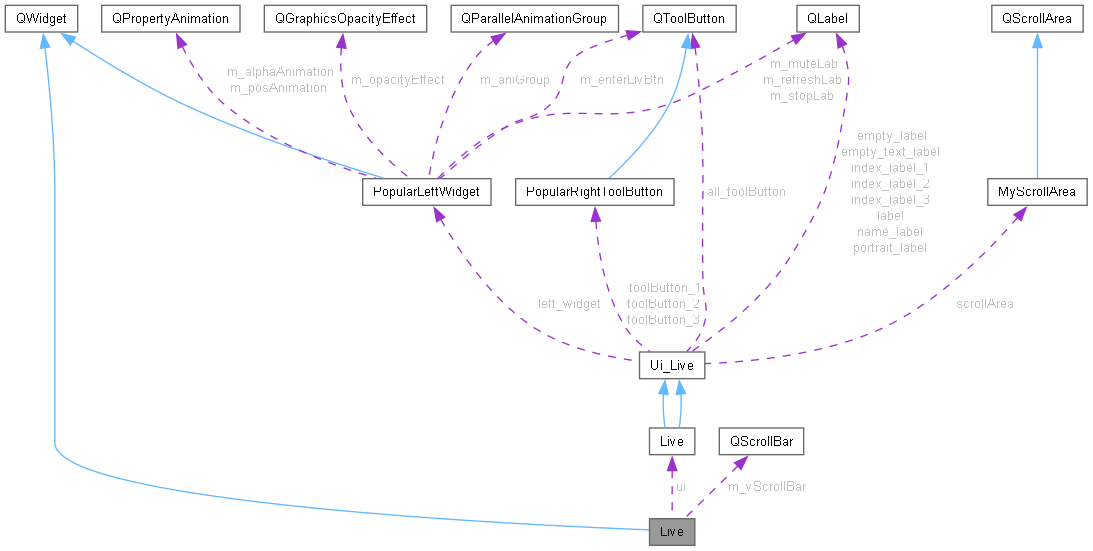 QWidget
QPropertyAnimation
QGraphicsOpacityEffect
QParallelAnimationGroup
QToolButton
QLabel
QScrollArea
m_alphaAnimation
m_posAnimation
m_opacityEffect
m_aniGroup
m_enterLivBtn
m_muteLab
m_refreshLab
m_stopLab
empty_label
empty_text_label
index_label_1
index_label_2
index_label_3
label
name_label
portrait_label
PopularLeftWidget
PopularRightToolButton
all_toolButton
MyScrollArea
left_widget
toolButton_1
toolButton_2
toolButton_3
scrollArea
Ui_Live
Live
QScrollBar
ui
m_vScrollBar
Live